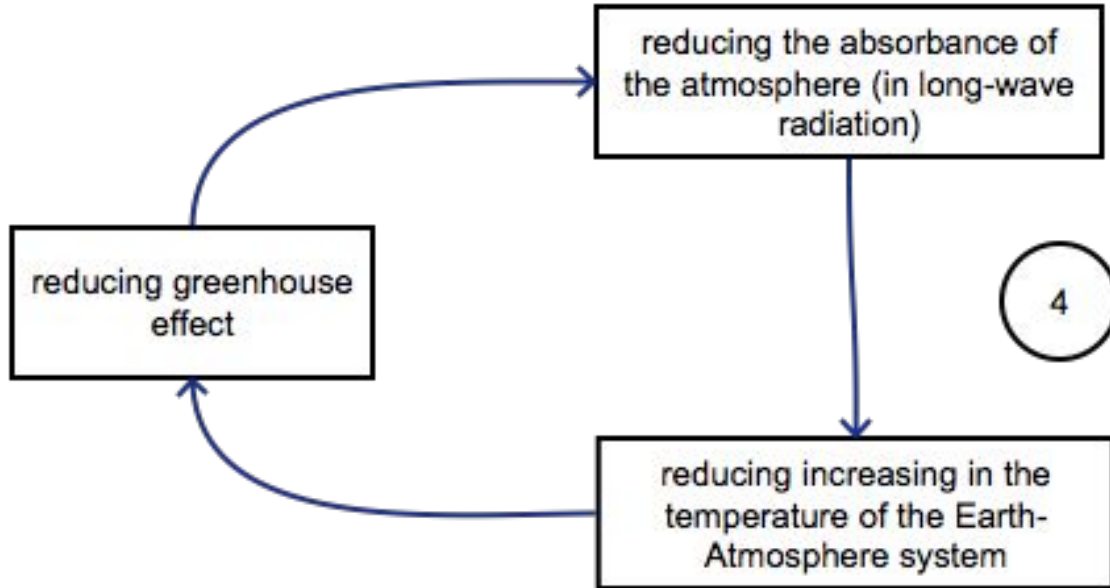 reducing the absorbance of
the atmosphere (in long-wave
radiation)
reducing greenhouse
effect
4
reducing increasing in the
temperature of the Earth-
Atmosphere system